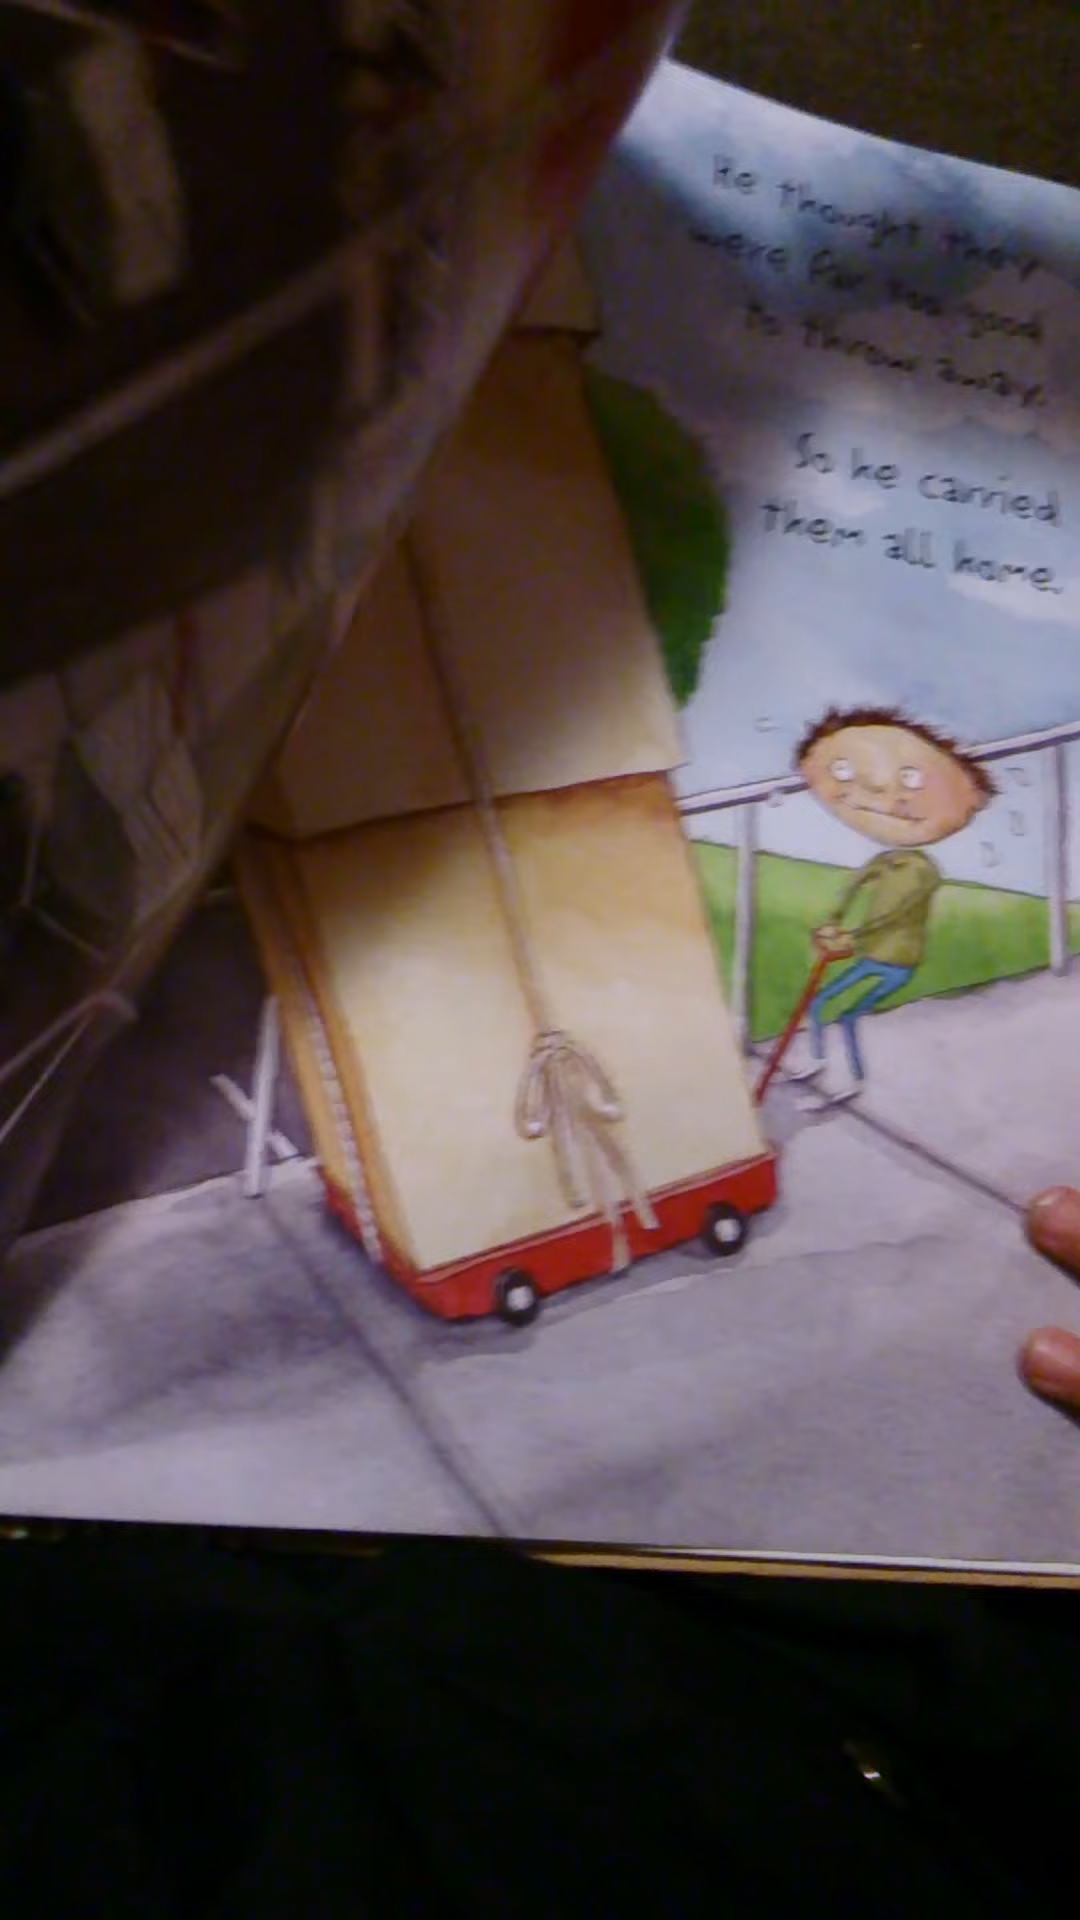 He thought they
were far too good
to throw away.
So he carried
them all home.